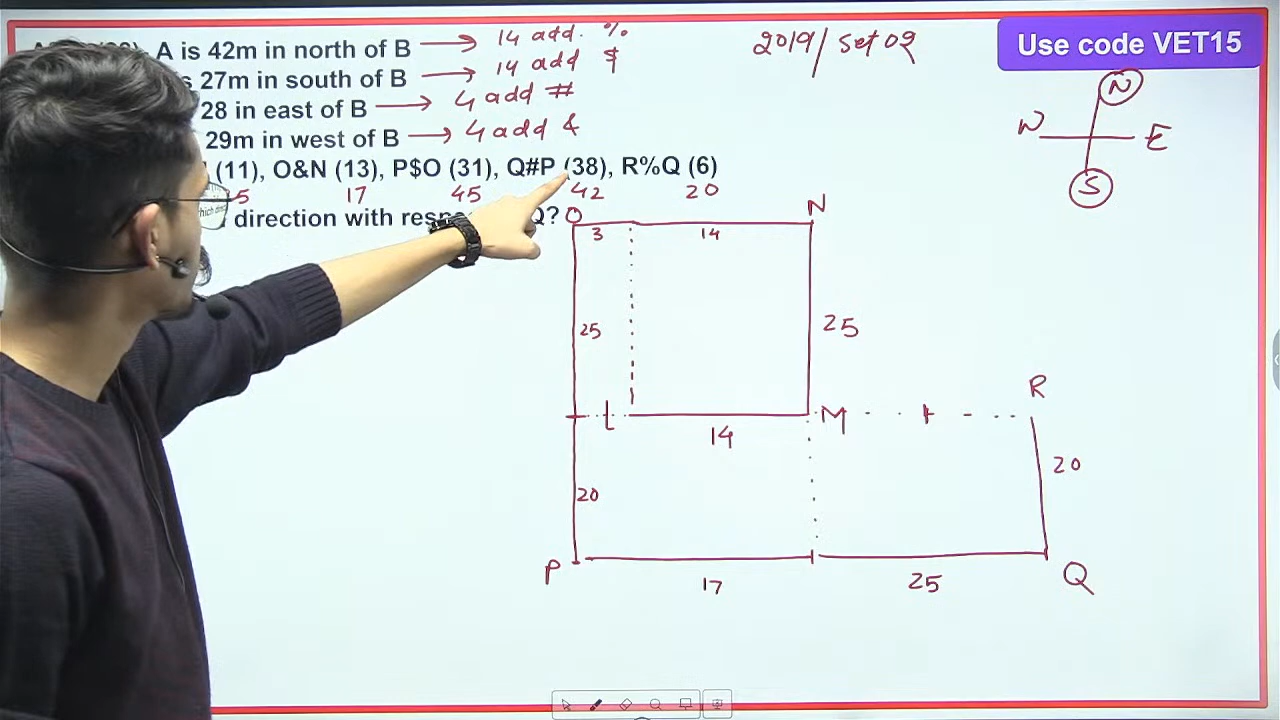 A is 42m in north of B → 14 add. %
27m in south of B → 14 add $
28 in east of B → 4 add #
29m in west of B → 4 add &
(11), O&N (13), P$O (31), Q#P (38), R%Q (6)
5 17 45 42 20
direction with Q?
2019/ Set 02
Use code VET15
N
W E
S
O N
3 14
25 25
L M R
14
20 20
P Q
17 25